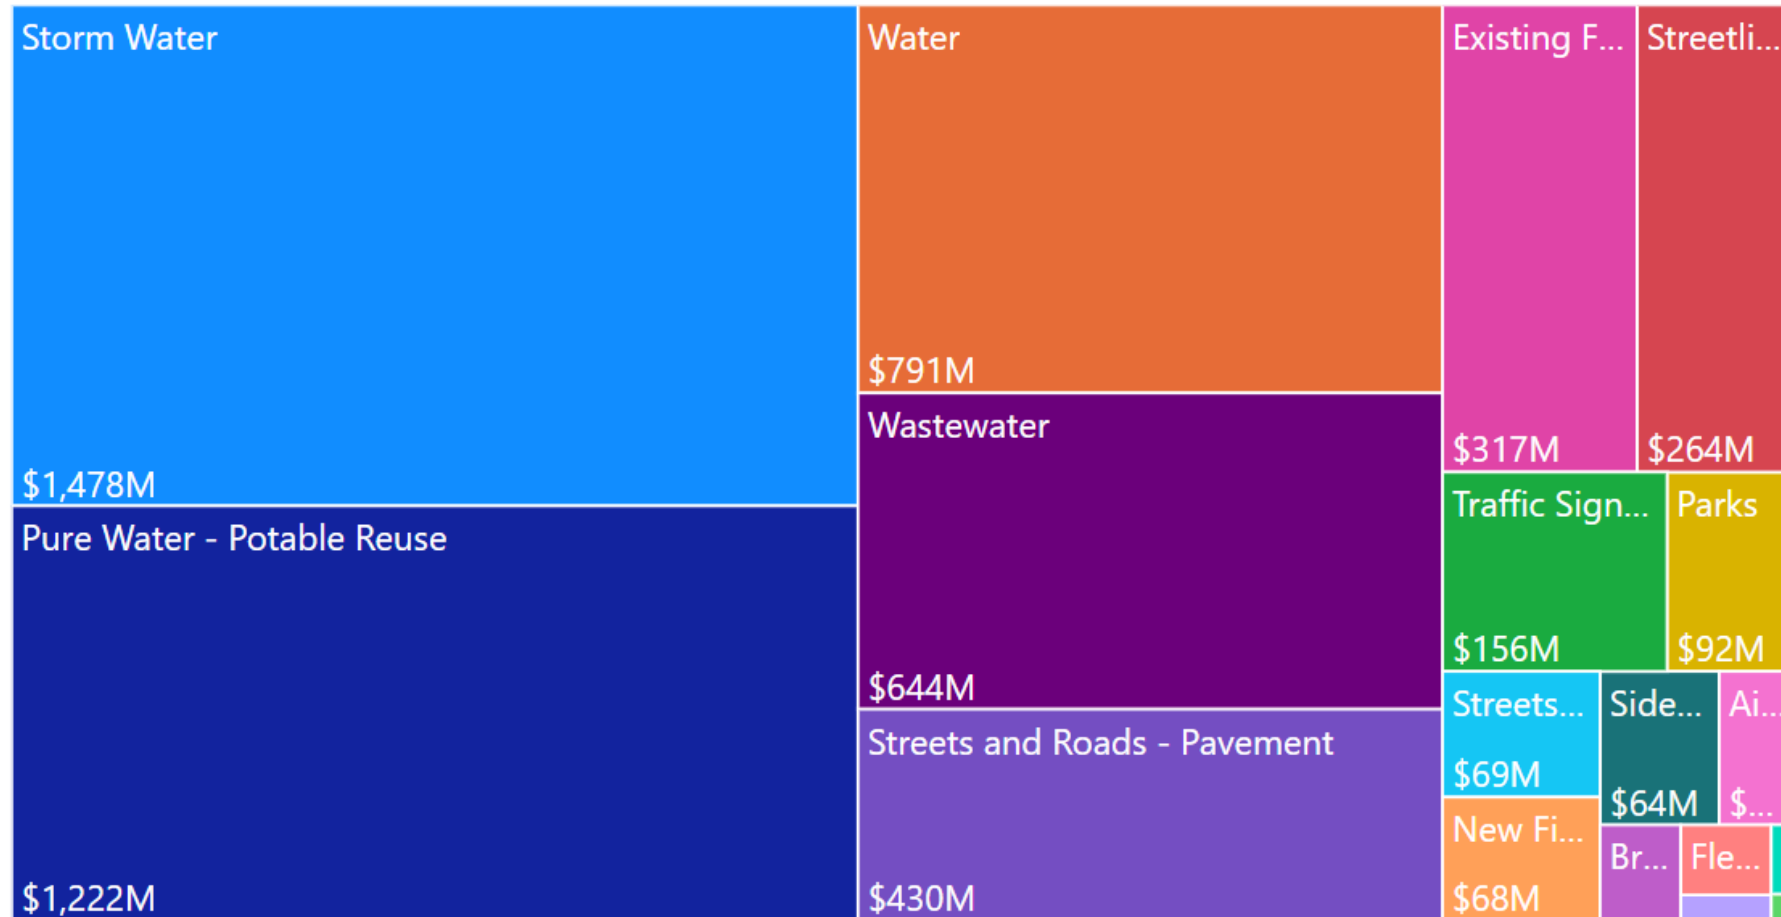 Storm Water
$1,478M
Pure Water - Potable Reuse
$1,222M
Water
$791M
Wastewater
$644M
Streets and Roads - Pavement
$430M
Existing F...
$317M
Streetli...
$264M
Traffic Sign...
$156M
Parks
$92M
Streets...
$69M
Side...
$64M
Ai...
$...
New Fi...
$68M
Br...
Fle...